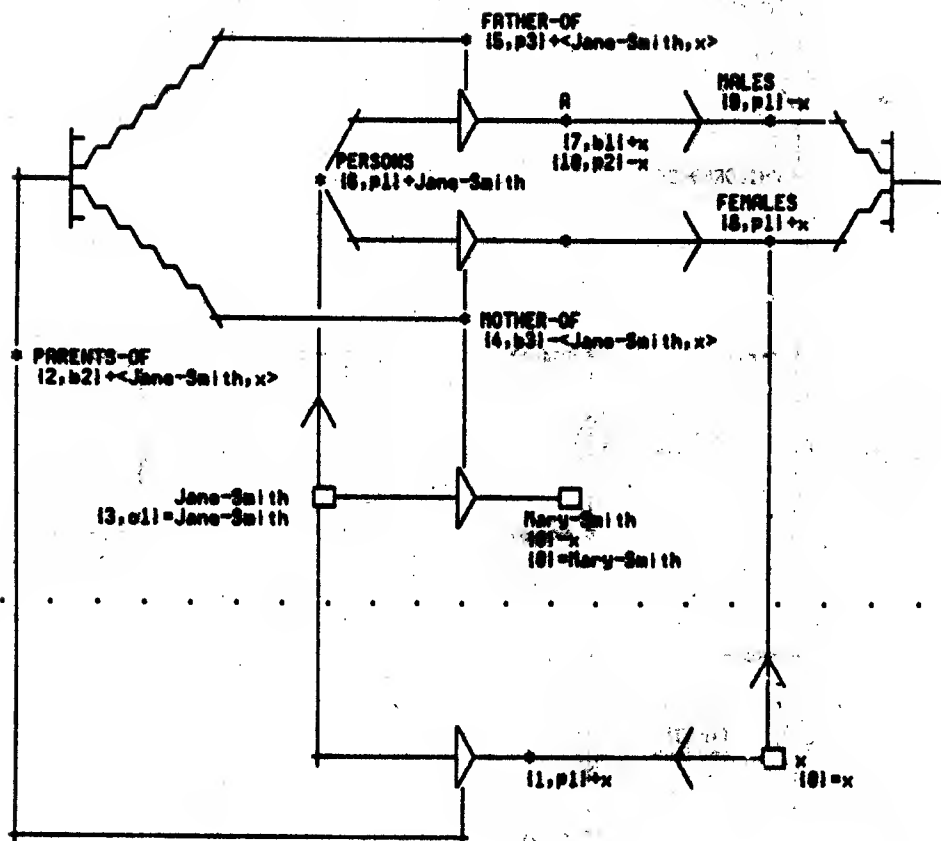 FATHER-OF
{5,p3}+<Jane-Smith,x>
MALES
{9,p1}-x
A
{7,b1}+x
{10,p2}-x
PERSONS
{6,p1}+Jane-Smith
FEMALES
{8,p1}+x
MOTHER-OF
{4,b3}-<Jane-Smith,x>
PARENTS-OF
{2,b2}+<Jane-Smith,x>
Jane-Smith
{3,e1}=Jane-Smith
Mary-Smith
{0}-x
{0}=Mary-Smith
{1,p1}+x
x
{0}=x